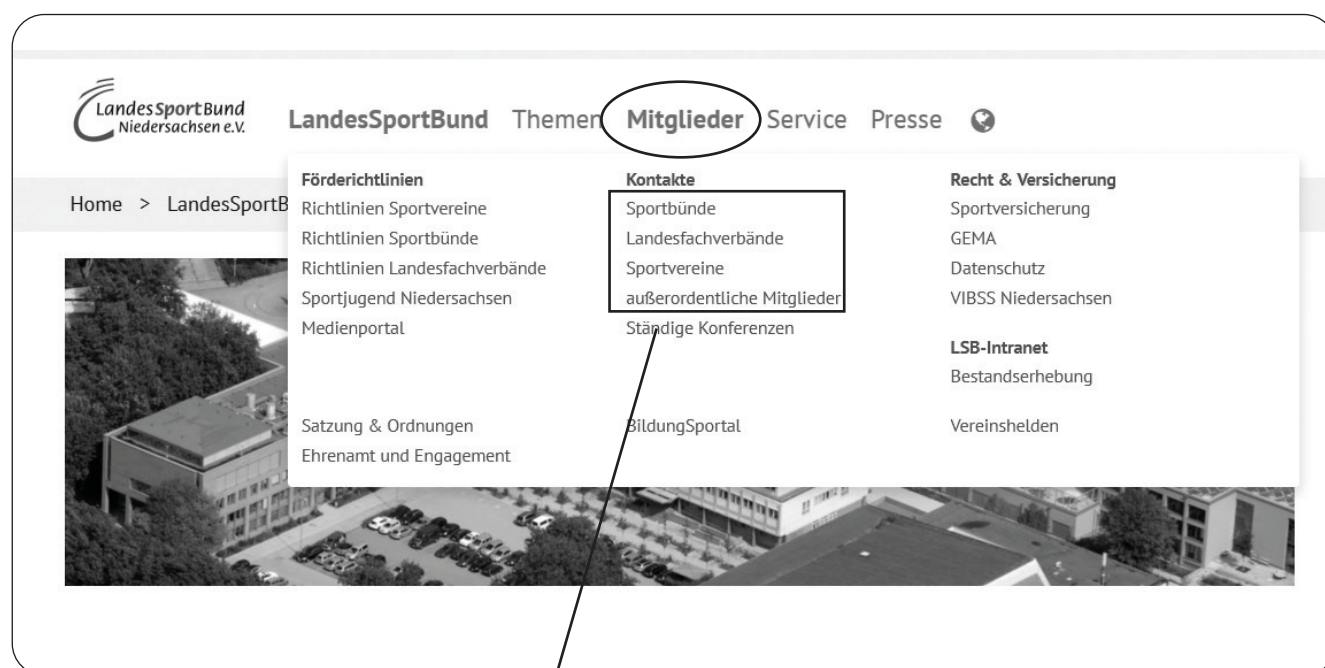 LandesSportBund
Niedersachsen e.V.
LandesSportBund Themen Mitglieder Service Presse
Home > LandesSportB
Förderichtlinien
Richtlinien Sportvereine
Richtlinien Sportbünde
Richtlinien Landesfachverbände
Sportjugend Niedersachsen
Medienportal
Satzung & Ordnungen
Ehrenamt und Engagement
Kontakte
Sportbünde
Landesfachverbände
Sportvereine
außerordentliche Mitglieder
Ständige Konferenzen
BildungSportal
Recht & Versicherung
Sportversicherung
GEMA
Datenschutz
VIBSS Niedersachsen
LSB-Intranet
Bestandserhebung
Vereinshelden